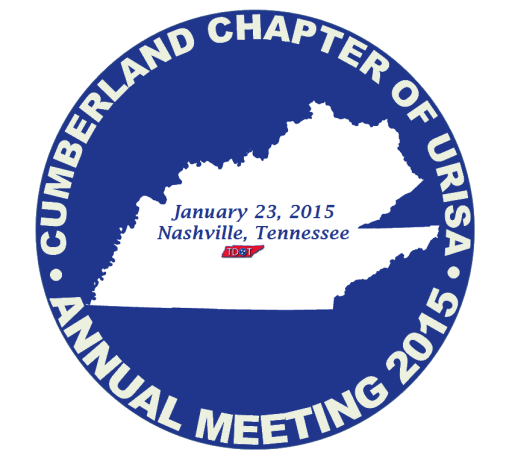 CUMBERLAND CHAPTER OF URISA
January 23, 2015
Nashville, Tennessee
TDOT
• ANNUAL MEETING 2015 •